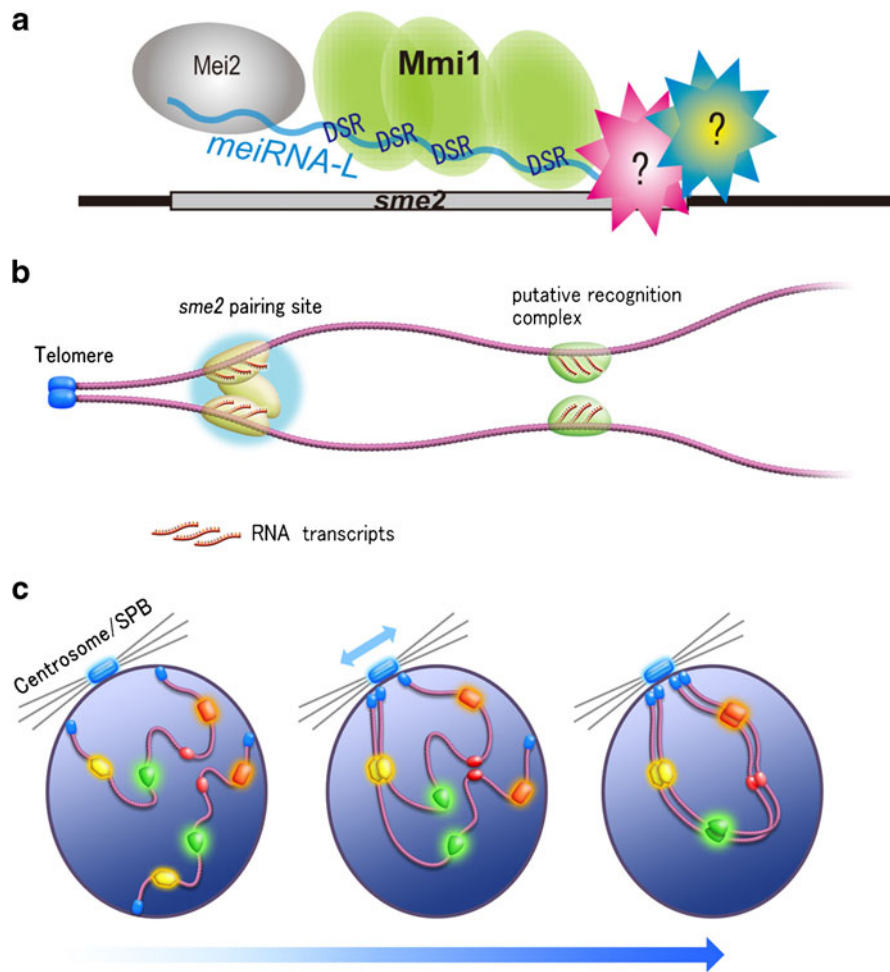 a
Mei2
Mmi1
meiRNA-L
DSR
DSR
DSR
DSR
?
?
sme2
b
sme2 pairing site
putative recognition
complex
Telomere
RNA transcripts
c
Centrosome/SPB